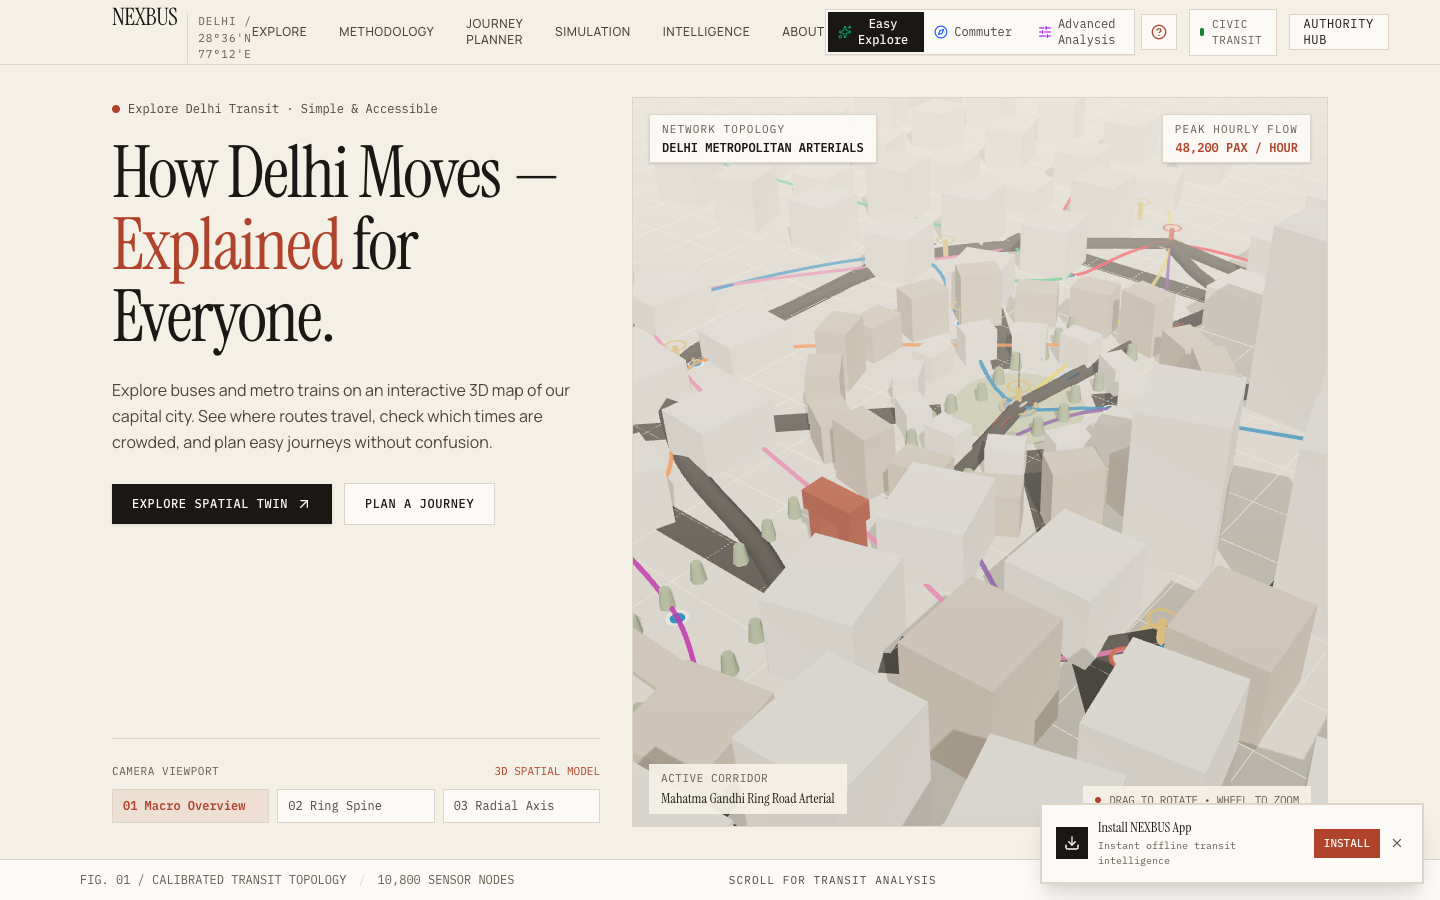 NEXBUS
DELHI /
28°36'N
77°12'E
EXPLORE
METHODOLOGY
JOURNEY
PLANNER
SIMULATION
INTELLIGENCE
ABOUT
Easy
Explore
Commuter
Advanced
Analysis
CIVIC
TRANSIT
AUTHORITY
HUB
Explore Delhi Transit · Simple & Accessible
How Delhi Moves —
Explained for
Everyone.
Explore buses and metro trains on an interactive 3D map of our
capital city. See where routes travel, check which times are
crowded, and plan easy journeys without confusion.
EXPLORE SPATIAL TWIN
PLAN A JOURNEY
CAMERA VIEWPORT
3D SPATIAL MODEL
01 Macro Overview
02 Ring Spine
03 Radial Axis
NETWORK TOPOLOGY
DELHI METROPOLITAN ARTERIALS
PEAK HOURLY FLOW
48,200 PAX / HOUR
ACTIVE CORRIDOR
Mahatma Gandhi Ring Road Arterial
DRAG TO ROTATE • WHEEL TO ZOOM
Install NEXBUS App
Instant offline transit
intelligence
INSTALL
FIG. 01 / CALIBRATED TRANSIT TOPOLOGY / 10,800 SENSOR NODES
SCROLL FOR TRANSIT ANALYSIS